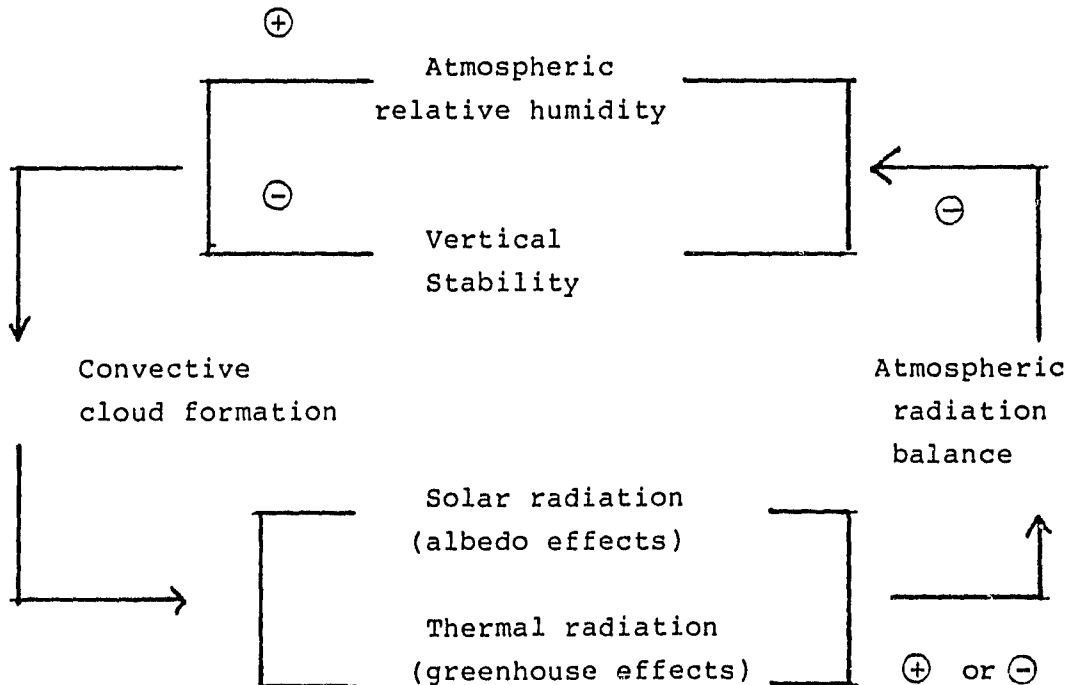 ⊕
Atmospheric
relative humidity
⊖
⊖
Vertical
Stability
Convective
cloud formation
Atmospheric
radiation
balance
Solar radiation
(albedo effects)
Thermal radiation
(greenhouse effects)
⊕ or ⊖